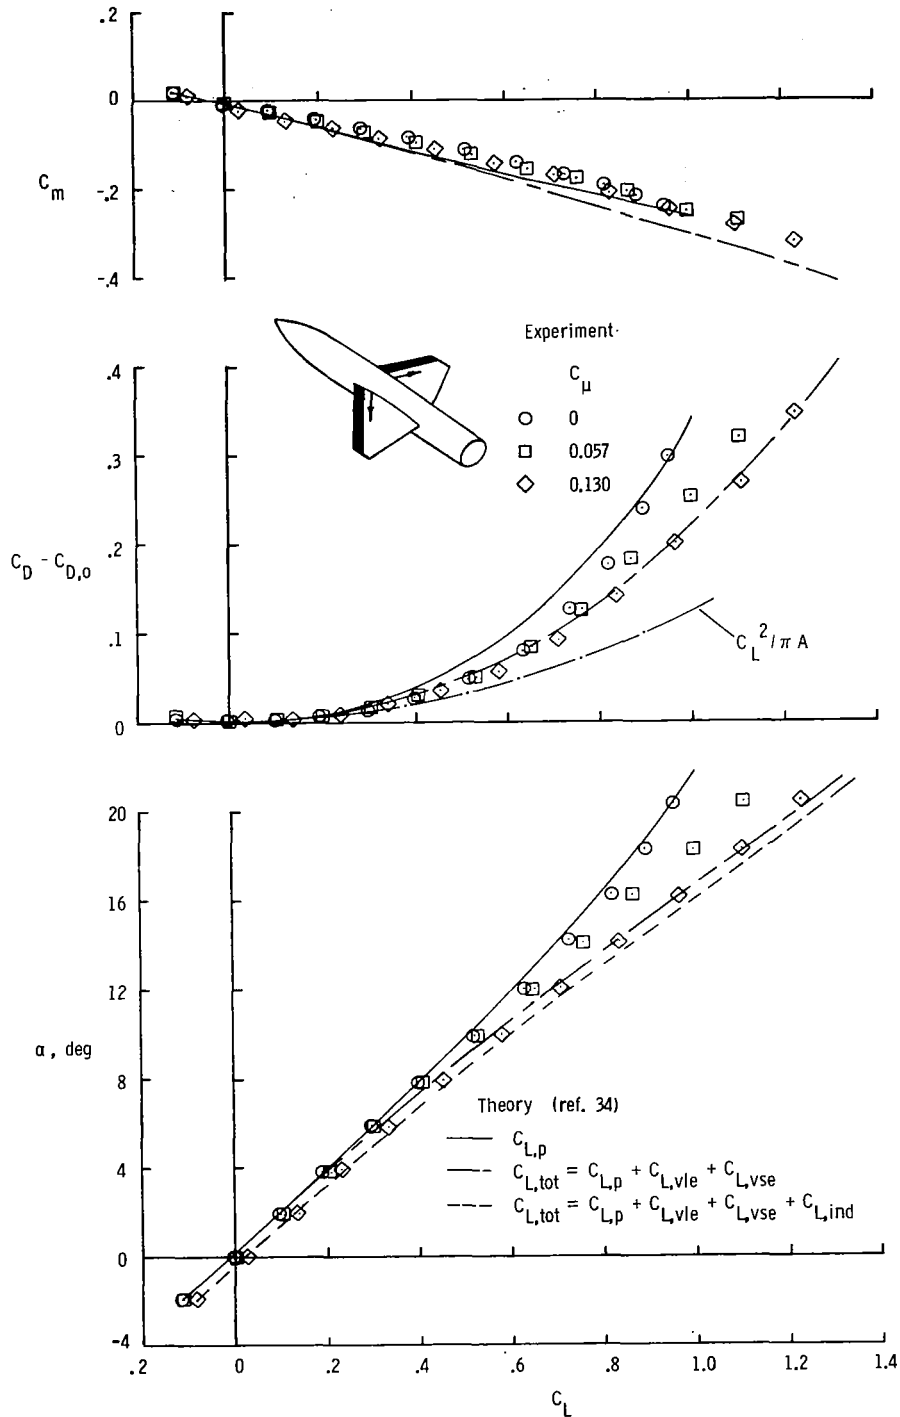 .2
0
-.2
-.4
C_m
Experiment
C_μ
0
0.057
0.130
.4
.3
.2
.1
0
C_D - C_D,o
C_L^2/π A
20
16
12
8
4
0
-4
α, deg
Theory (ref. 34)
C_L,p
C_L,tot = C_L,p + C_L,vle + C_L,vse
C_L,tot = C_L,p + C_L,vle + C_L,vse + C_L,ind
.2 0 .2 .4 .6 .8 1.0 1.2 1.4
C_L